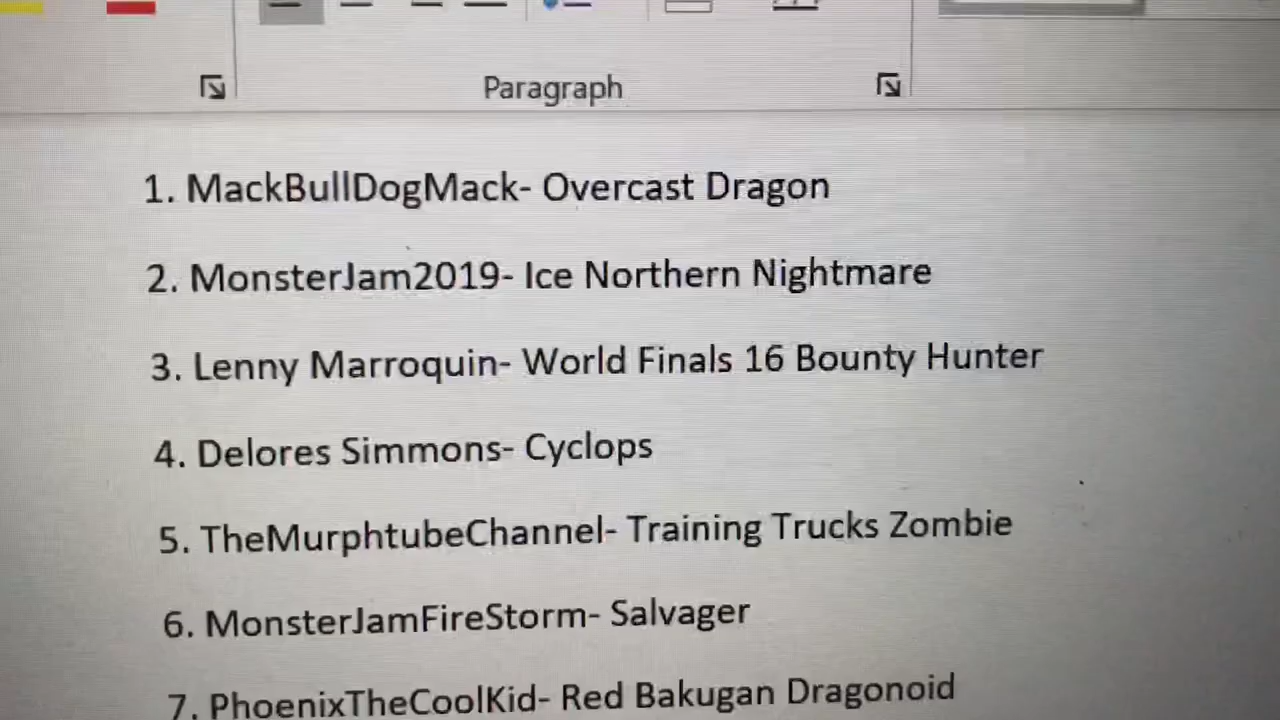 Paragraph
1. MackBullDogMack- Overcast Dragon
2. MonsterJam2019- Ice Northern Nightmare
3. Lenny Marroquin- World Finals 16 Bounty Hunter
4. Delores Simmons- Cyclops
5. TheMurphtubeChannel- Training Trucks Zombie
6. MonsterJamFireStorm- Salvager
7. PhoenixTheCoolKid- Red Bakugan Dragonoid